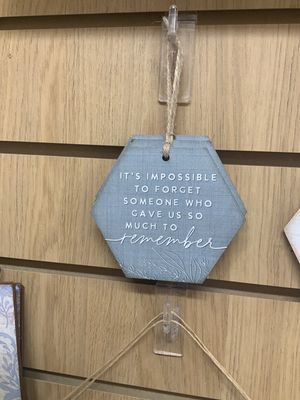 IT'S IMPOSSIBLE
TO FORGET
SOMEONE WHO
GAVE US SO
MUCH TO
remember